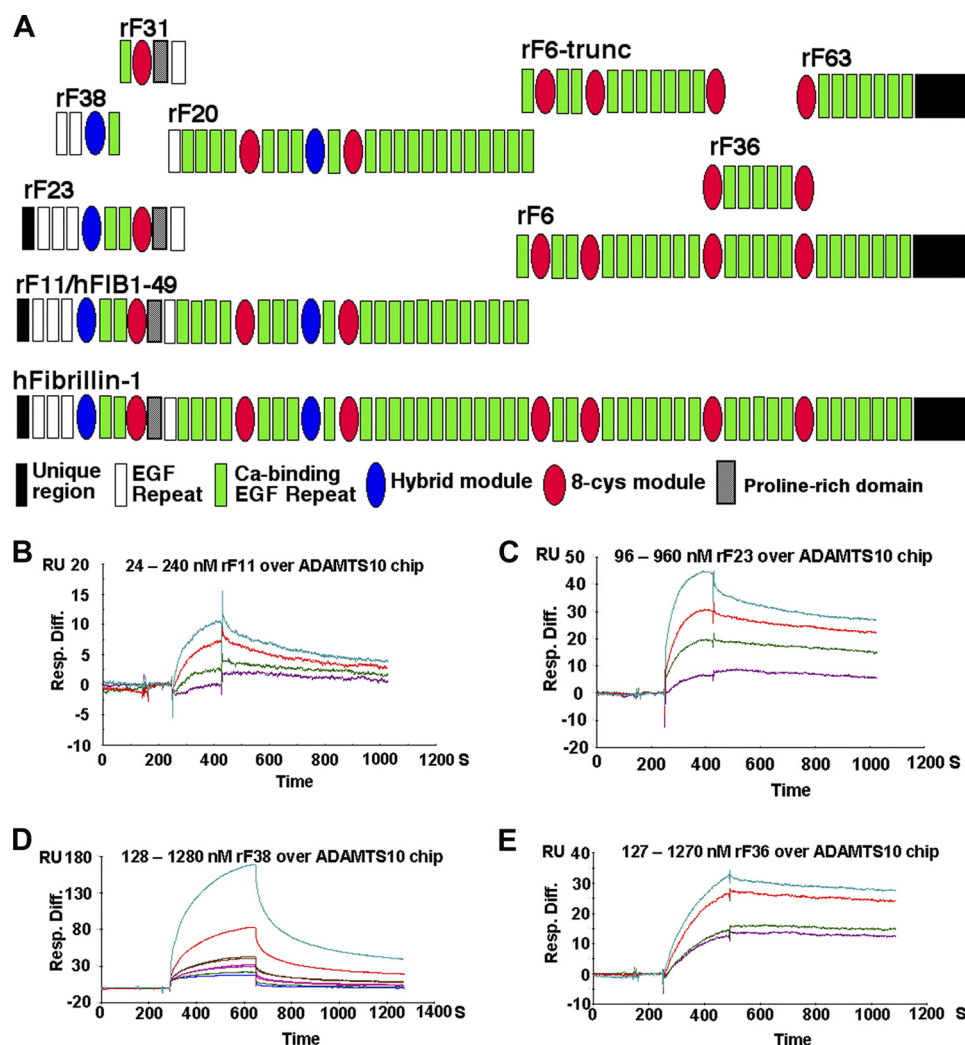 A
rF31
rF6-trunc
rF63
rF38
rF20
rF36
rF23
rF6
rF11/hFIB1-49
hFibrillin-1
Unique region
EGF Repeat
Ca-binding EGF Repeat
Hybrid module
8-cys module
Proline-rich domain
B
RU 20
24 – 240 nM rF11 over ADAMTS10 chip
15
10
5
0
-5
-10
Resp. Diff.
0 200 400 600 800 1000 1200 S
Time
C
RU 50
96 – 960 nM rF23 over ADAMTS10 chip
40
30
20
10
0
-10
-20
Resp. Diff.
0 200 400 600 800 1000 1200 S
Time
D
RU 180
128 – 1280 nM rF38 over ADAMTS10 chip
130
80
30
-20
Resp. Diff.
0 200 400 600 800 1000 1200 1400 S
Time
E
RU 40
127 – 1270 nM rF36 over ADAMTS10 chip
30
20
10
0
-10
Resp. Diff.
0 200 400 600 800 1000 1200 S
Time